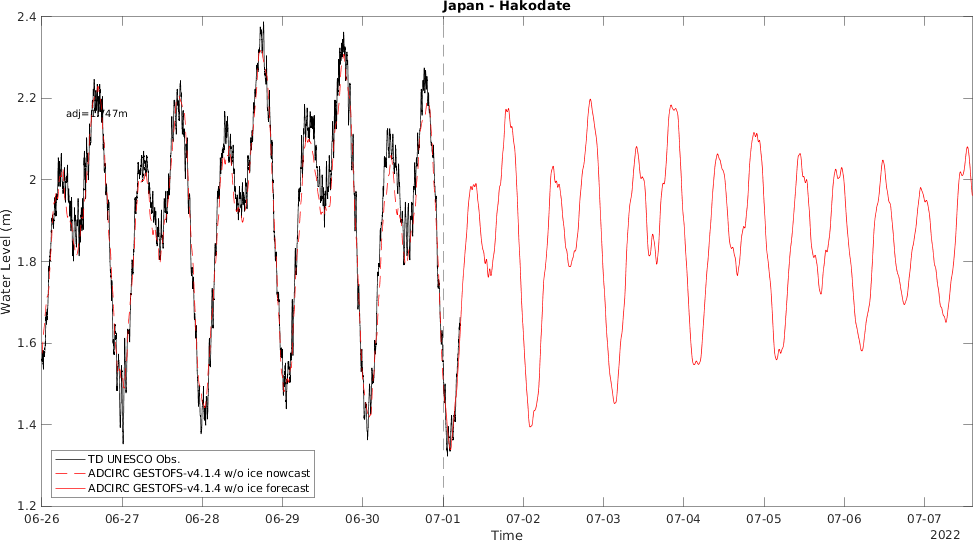 Japan - Hakodate
2.4
2.2
2
1.8
1.6
1.4
1.2
Water Level (m)
adj=1.747m
TD UNESCO Obs.
ADCIRC GESTOFS-v4.1.4 w/o ice nowcast
ADCIRC GESTOFS-v4.1.4 w/o ice forecast
06-26 06-27 06-28 06-29 06-30 07-01 07-02 07-03 07-04 07-05 07-06 07-07
2022
Time